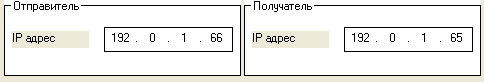 Отправитель
IP адрес 192 . 0 . 1 . 66
Получатель
IP адрес 192 . 0 . 1 . 65